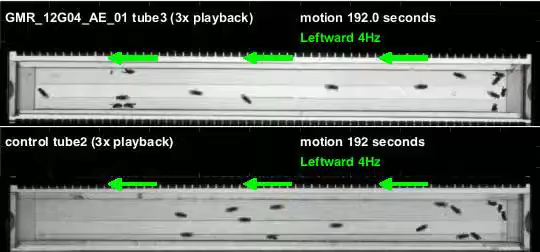 GMR_12G04_AE_01 tube3 (3x playback)
motion 192.0 seconds
Leftward 4Hz
control tube2 (3x playback)
motion 192 seconds
Leftward 4Hz